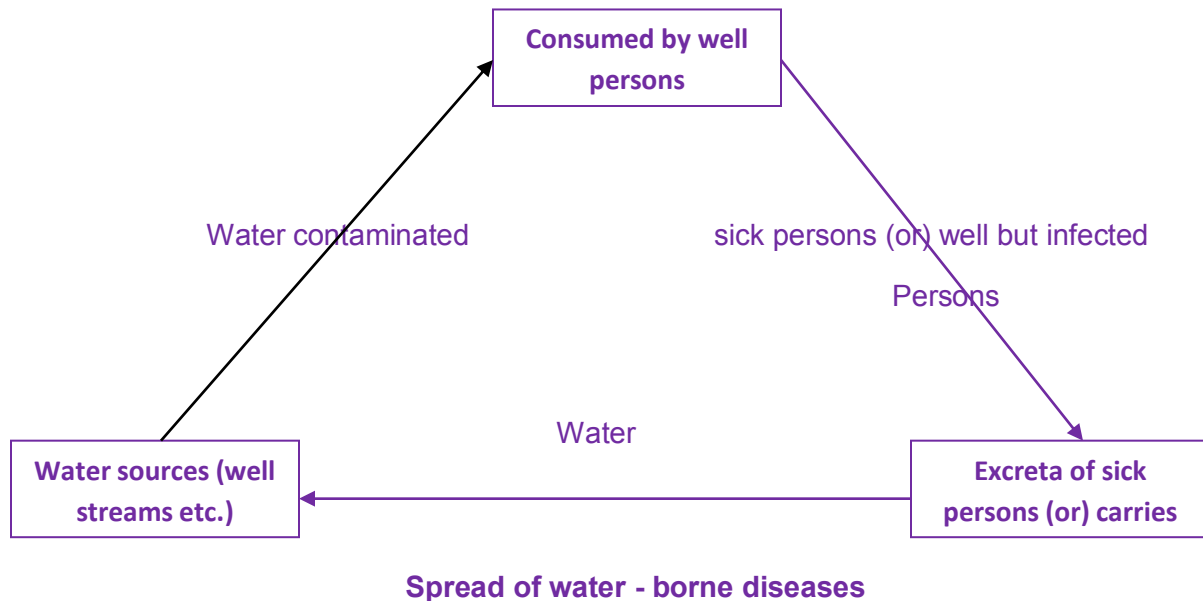 Consumed by well
persons
Water contaminated
sick persons (or) well but infected
Persons
Water
Water sources (well
streams etc.)
Excreta of sick
persons (or) carries
Spread of water - borne diseases